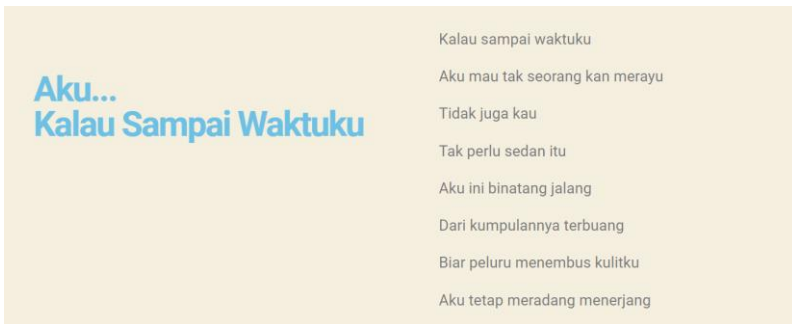 Aku...
Kalau Sampai Waktuku
Kalau sampai waktuku
Aku mau tak seorang kan merayu
Tidak juga kau
Tak perlu sedan itu
Aku ini binatang jalang
Dari kumpulannya terbuang
Biar peluru menembus kulitku
Aku tetap meradang menerjang